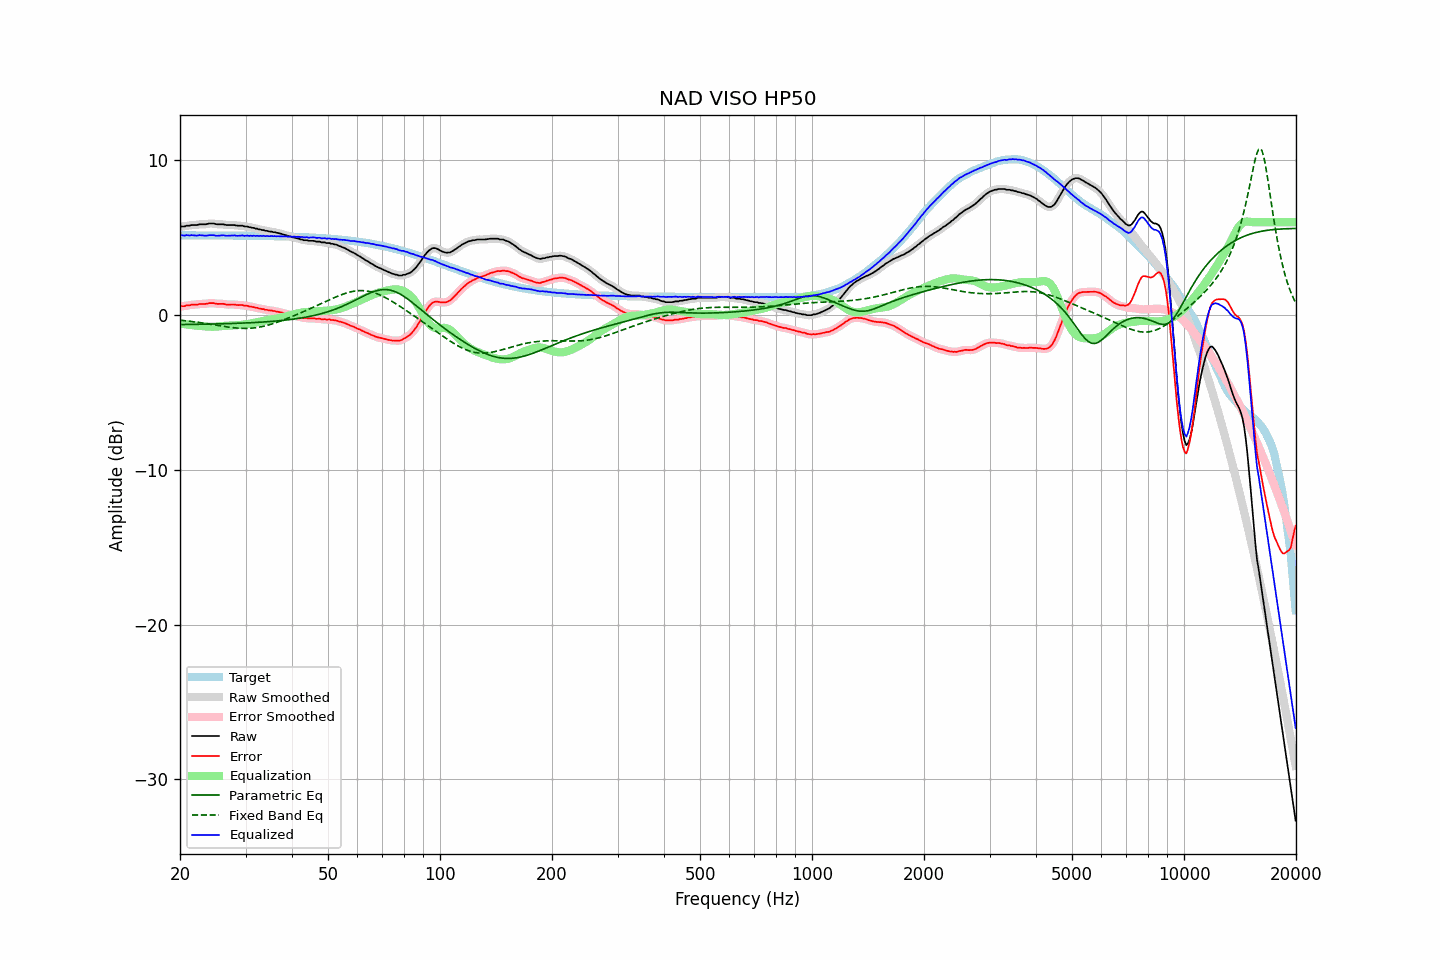 NAD VISO HP50
Amplitude (dBr)
10
0
−10
−20
−30
Target
Raw Smoothed
Error Smoothed
Raw
Error
Equalization
Parametric Eq
Fixed Band Eq
Equalized
20 50 100 200 500 1000 2000 5000 10000 20000
Frequency (Hz)